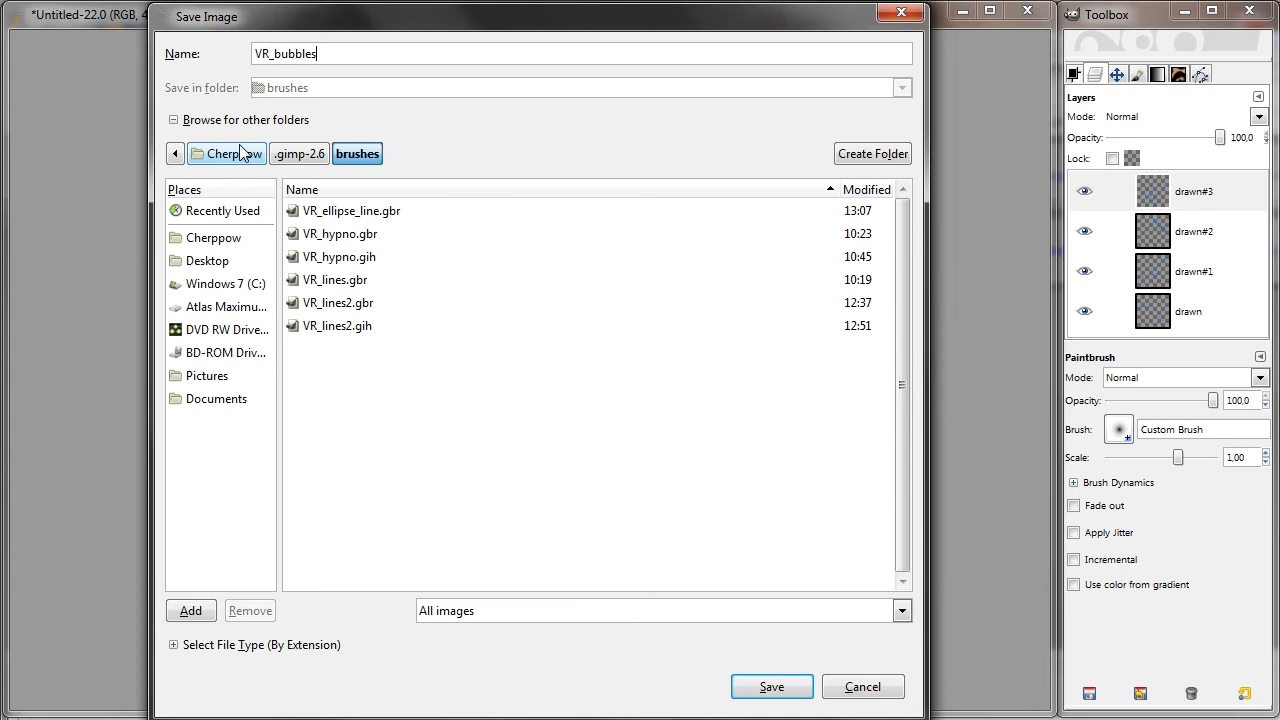 *Untitled-22.0 (RGB, 4
Save Image
Toolbox
Name:
VR_bubbles
Save in folder:
brushes
Browse for other folders
Cherppow
.gimp-2.6
brushes
Create Folder
Places
Name
Modified
Recently Used
Cherppow
Desktop
Windows 7 (C:)
Atlas Maximu...
DVD RW Drive...
BD-ROM Driv...
Pictures
Documents
VR_ellipse_line.gbr 13:07
VR_hypno.gbr 10:23
VR_hypno.gih 10:45
VR_lines.gbr 10:19
VR_lines2.gbr 12:37
VR_lines2.gih 12:51
Add
Remove
All images
Select File Type (By Extension)
Save
Cancel
Layers
Mode: Normal
Opacity: 100,0
Lock:
drawn#3
drawn#2
drawn#1
drawn
Paintbrush
Mode: Normal
Opacity: 100,0
Brush: Custom Brush
Scale: 1,00
Brush Dynamics
Fade out
Apply Jitter
Incremental
Use color from gradient